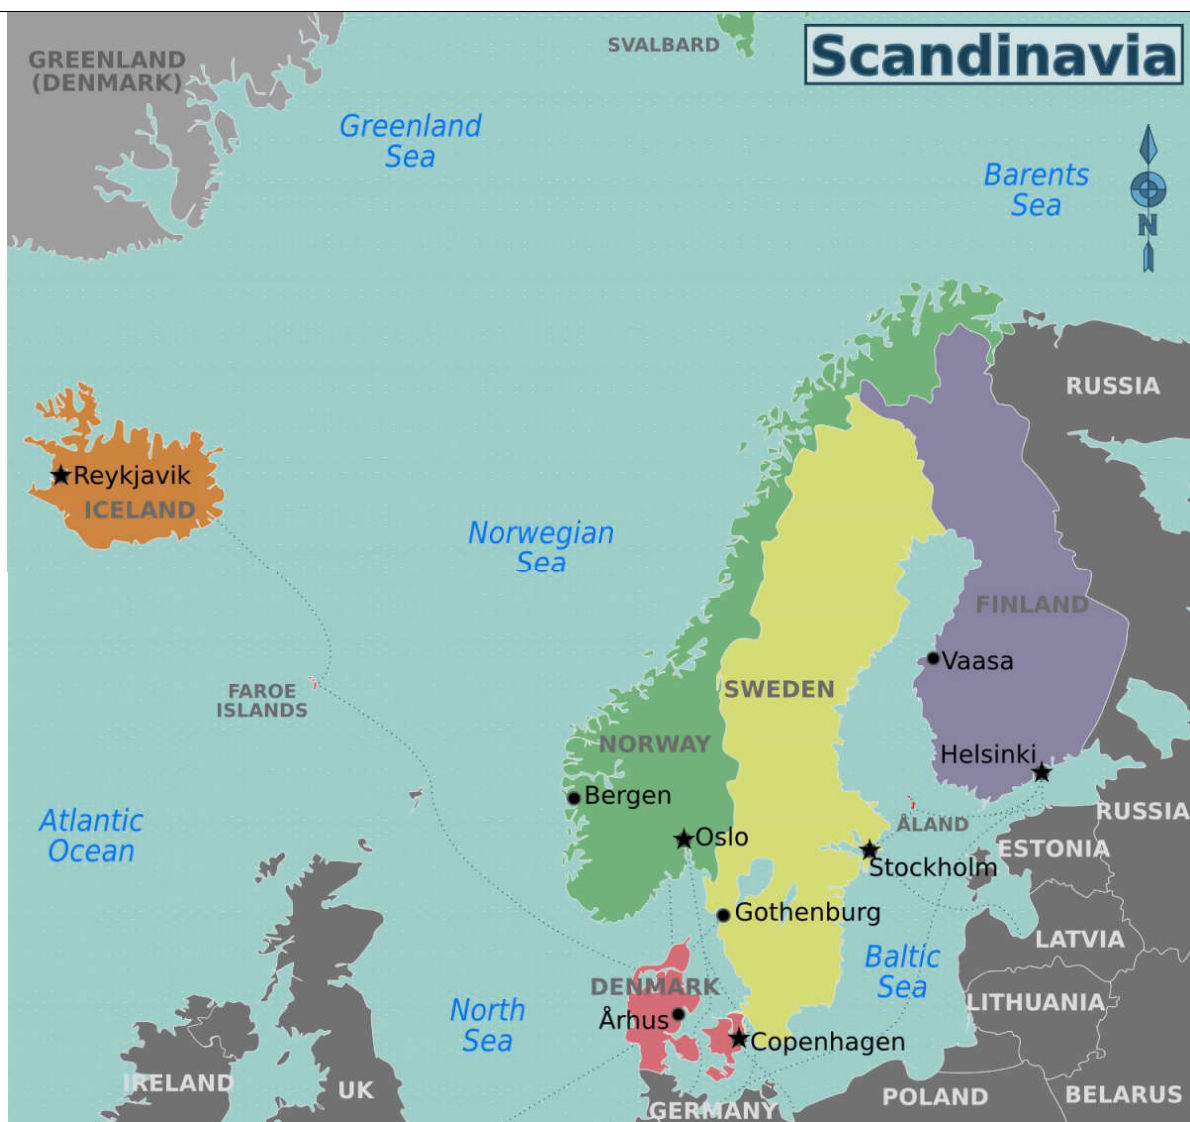 Scandinavia
GREENLAND
(DENMARK)
SVALBARD
Greenland
Sea
Barents
Sea
N
RUSSIA
Reykjavik
ICELAND
Norwegian
Sea
FINLAND
Vaasa
SWEDEN
FAROE
ISLANDS
NORWAY
Helsinki
Bergen
RUSSIA
Atlantic
Ocean
ÅLAND
Oslo
ESTONIA
Stockholm
Gothenburg
LATVIA
Baltic
Sea
DENMARK
LITHUANIA
North
Sea
Århus
Copenhagen
IRELAND
UK
POLAND
BELARUS
GERMANY